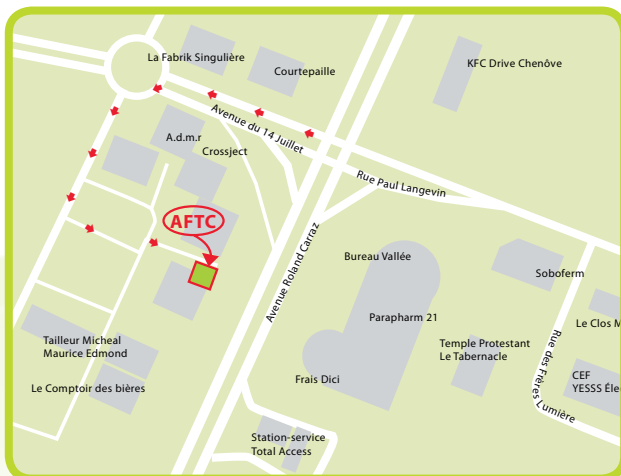 La Fabrik Singulière
Courtepaille
KFC Drive Chenôve
Avenue du 14 Juillet
A.d.m.r
Crossject
Rue Paul Langevin
AFTC
Avenue Roland Carraz
Bureau Vallée
Soboferm
Parapharm 21
Le Clos M
Tailleur Micheal
Maurice Edmond
Temple Protestant
Le Tabernacle
Rue des Frères Lumière
Le Comptoir des bières
Frais Dici
CEF
YESSS Éle
Station-service
Total Access